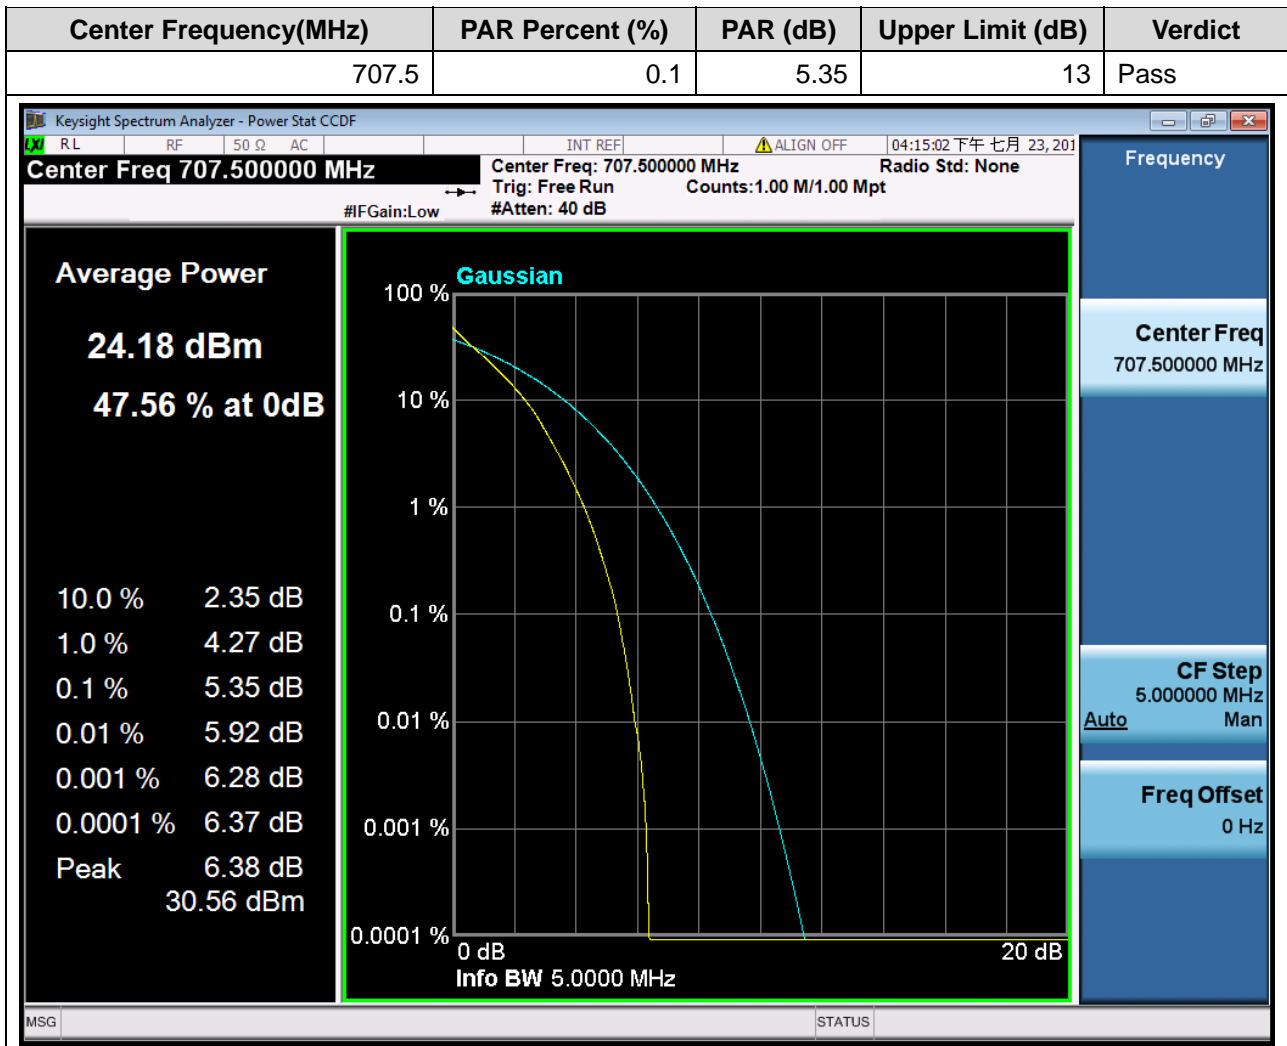 Center Frequency(MHz) PAR Percent (%) PAR (dB) Upper Limit (dB) Verdict
707.5 0.1 5.35 13 Pass
Keysight Spectrum Analyzer - Power Stat CCDF
LXI RL RF 50 Ω AC INT REF ALIGN OFF 04:15:02 下午 七月 23, 201
Center Freq 707.500000 MHz
Center Freq: 707.500000 MHz Radio Std: None
Trig: Free Run Counts:1.00 M/1.00 Mpt
#IFGain:Low #Atten: 40 dB
Average Power
24.18 dBm
47.56 % at 0dB
10.0 % 2.35 dB
1.0 % 4.27 dB
0.1 % 5.35 dB
0.01 % 5.92 dB
0.001 % 6.28 dB
0.0001 % 6.37 dB
Peak 6.38 dB
30.56 dBm
Gaussian
100 %
10 %
1 %
0.1 %
0.01 %
0.001 %
0.0001 %
0 dB 20 dB
Info BW 5.0000 MHz
Frequency
Center Freq
707.500000 MHz
CF Step
5.000000 MHz
Auto Man
Freq Offset
0 Hz
MSG STATUS